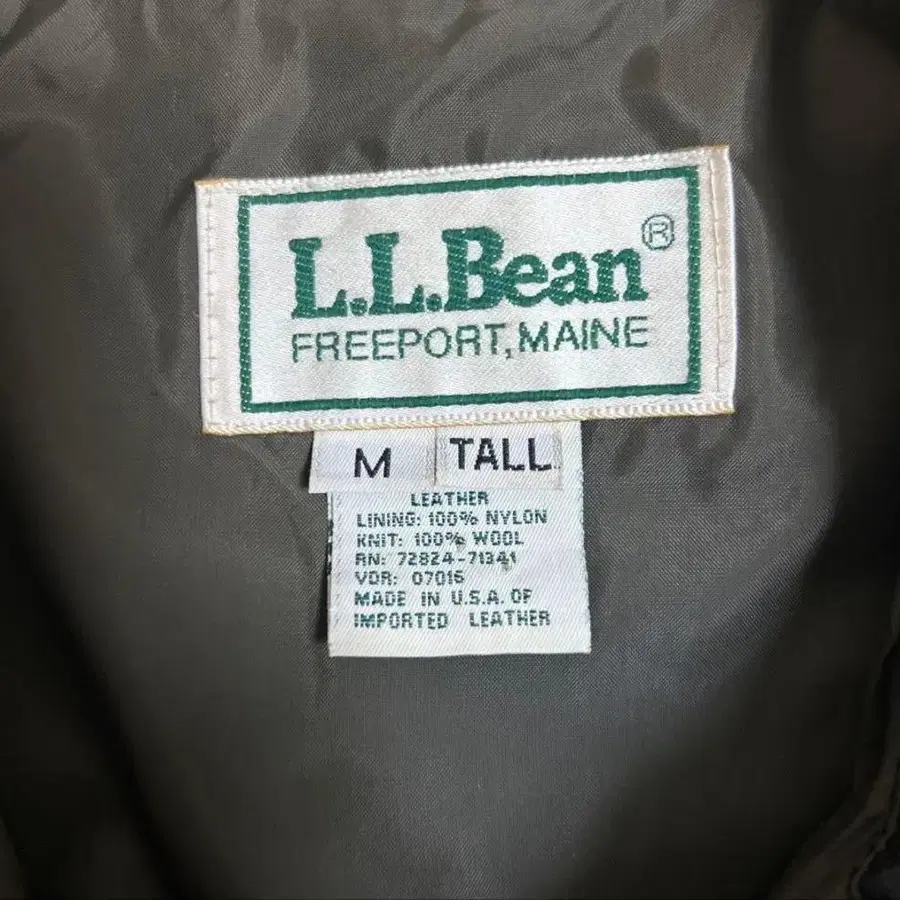 L.L.Bean®
FREEPORT, MAINE
M TALL
LEATHER
LINING: 100% NYLON
KNIT: 100% WOOL
RN: 72824-71341
VDR: 07016
MADE IN U.S.A. OF
IMPORTED LEATHER